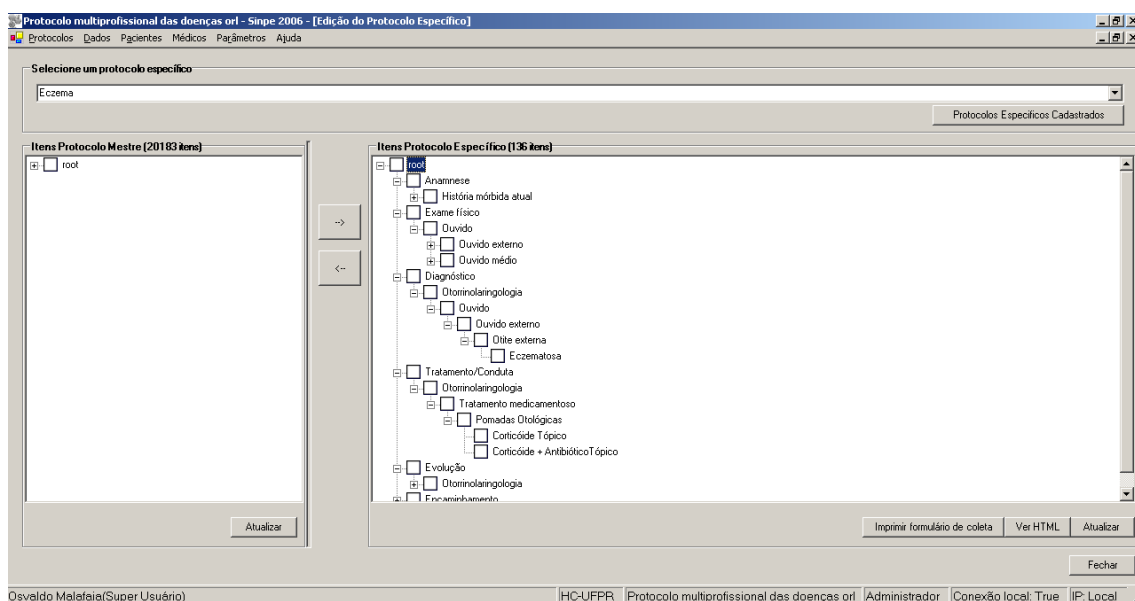 Protocolo multiprofissional das doenças orl - Sinpe 2006 - [Edição do Protocolo Específico]
Protocolos Dados Pacientes Médicos Parâmetros Ajuda
Selecione um protocolo específico
Eczema
Protocolos Especificos Cadastrados
Itens Protocolo Mestre (20183 itens)
root
Atualizar
-->
<--
Itens Protocolo Específico (136 itens)
root
Anamnese
História mórbida atual
Exame físico
Ouvido
Ouvido externo
Ouvido médio
Diagnóstico
Otorrinolaringologia
Ouvido
Ouvido externo
Otite externa
Eczematosa
Tratamento/Conduta
Otorrinolaringologia
Tratamento medicamentoso
Pomadas Otológicas
Corticóide Tópico
Corticóide + AntibióticoTópico
Evolução
Otorrinolaringologia
Encaminhamento
Imprimir formulário de coleta Ver HTML Atualizar
Fechar
Osvaldo Malafaia(Super Usuário) HC-UFPR Protocolo multiprofissional das doenças orl Administrador Conexão local: True IP: Local